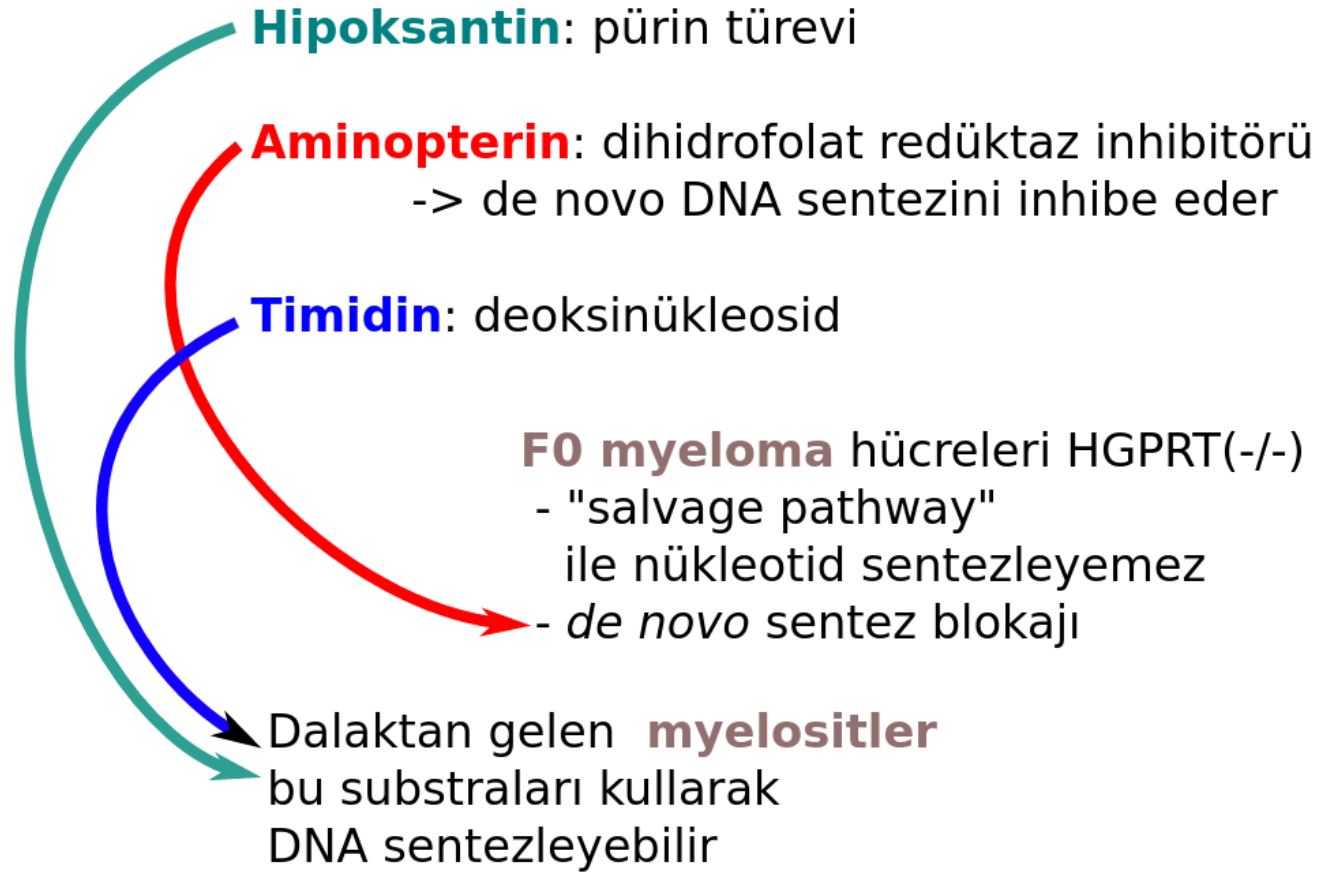 Hipoksantin: pürin türevi
Aminopterin: dihidrofolat redüktaz inhibitörü
-> de novo DNA sentezini inhibe eder
Timidin: deoksinükleosid
F0 myeloma hücreleri HGPRT(-/-)
- "salvage pathway"
ile nükleotid sentezleyemez
- de novo sentez blokajı
Dalaktan gelen myelositler
bu substraları kullarak
DNA sentezleyebilir